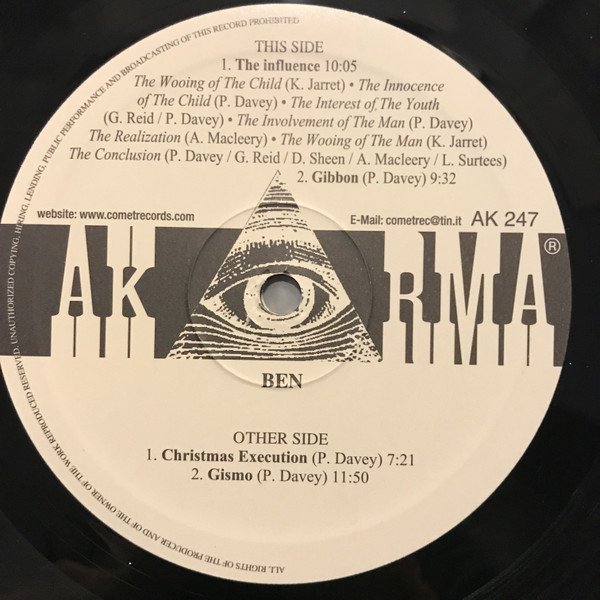 THIS SIDE
1. The influence 10:05
The Wooing of The Child (K. Jarret) • The Innocence
of The Child (P. Davey) • The Interest of The Youth
(G. Reid / P. Davey) • The Involvement of The Man (P. Davey)
The Realization (A. Macleery) • The Wooing of The Man (K. Jarret)
The Conclusion (P. Davey / G. Reid / D. Sheen / A. Macleery / L. Surtees)
2. Gibbon (P. Davey) 9:32
website: www.cometrecords.com
E-Mail: cometrec@tin.it AK 247
AKARMA®
BEN
OTHER SIDE
1. Christmas Execution (P. Davey) 7:21
2. Gismo (P. Davey) 11:50
ALL RIGHTS OF THE PRODUCER AND OF THE OWNER OF THE WORK REPRODUCED RESERVED. UNAUTHORIZED COPYING, HIRING, LENDING, PUBLIC PERFORMANCE AND BROADCASTING OF THIS RECORD PROHIBITED